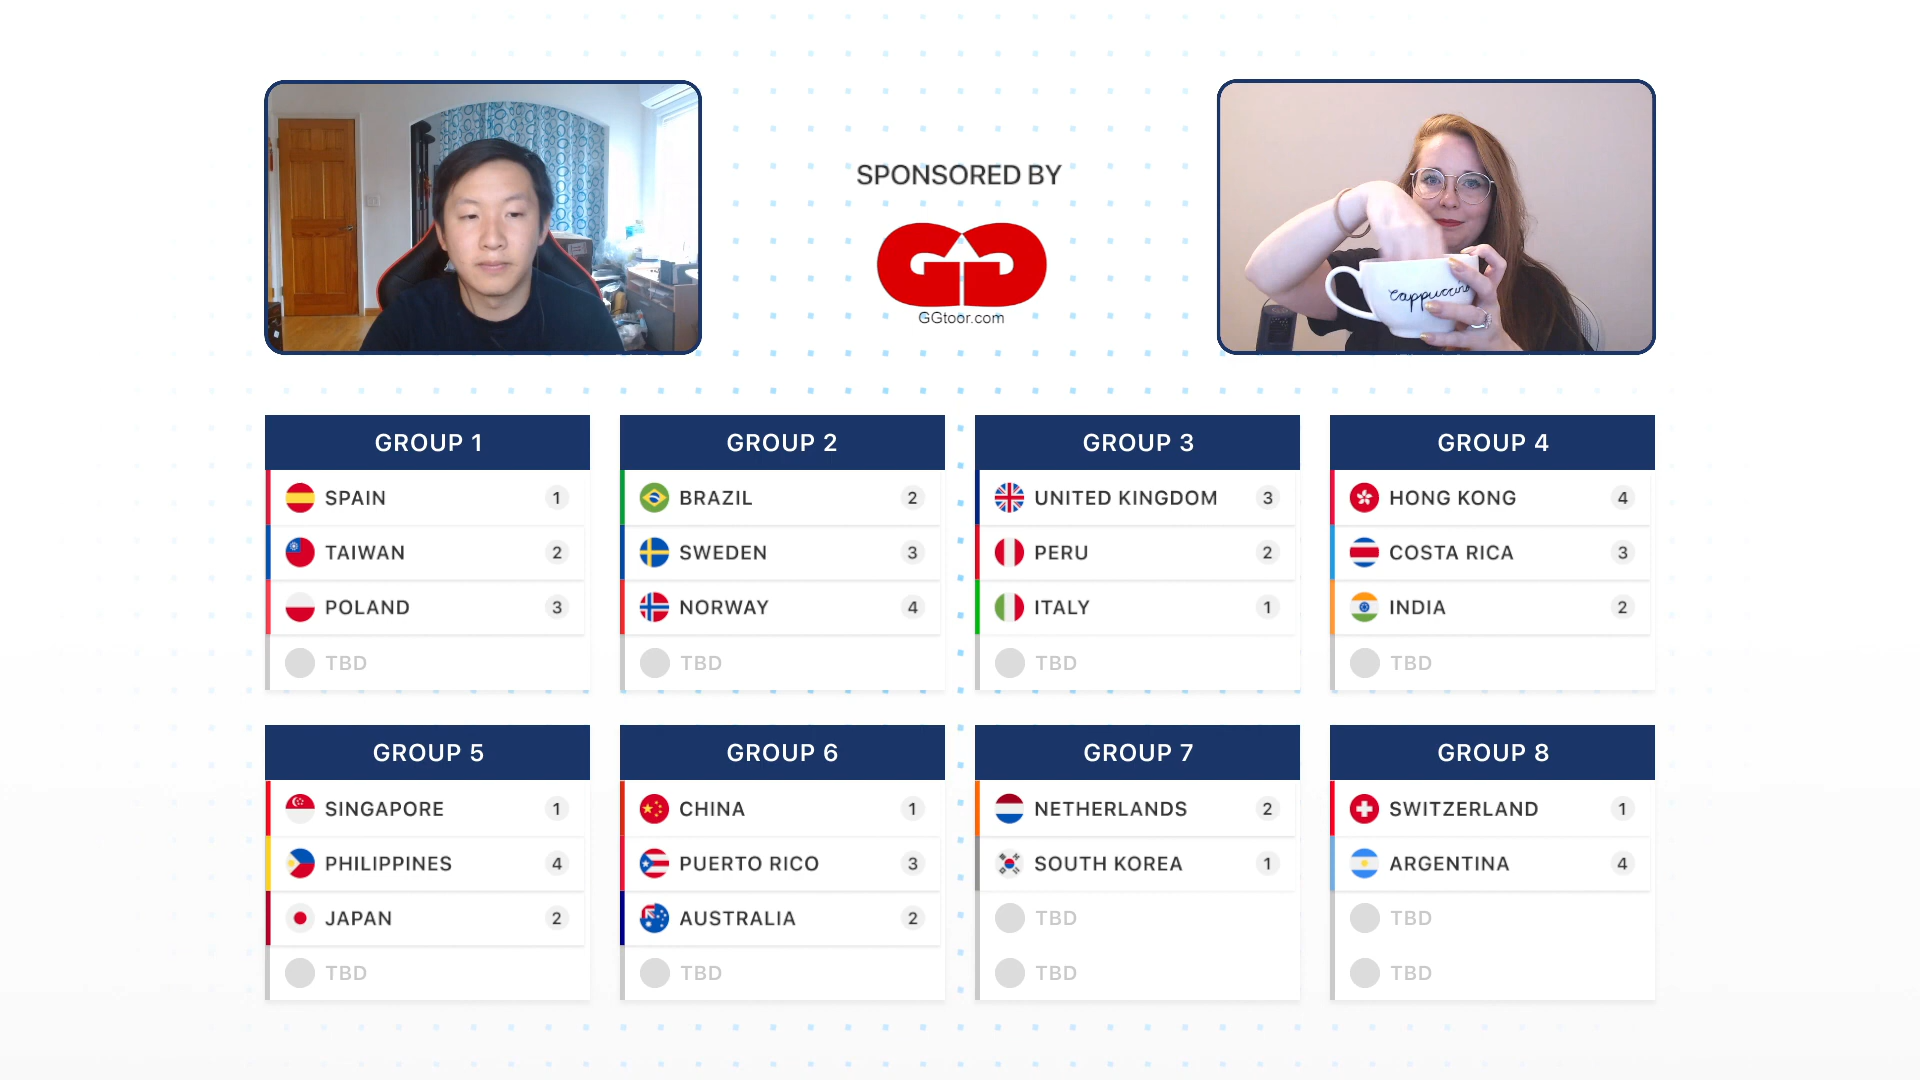 SPONSORED BY
GG
GGtoor.com
cappuccino
GROUP 1
SPAIN 1
TAIWAN 2
POLAND 3
TBD
GROUP 2
BRAZIL 2
SWEDEN 3
NORWAY 4
TBD
GROUP 3
UNITED KINGDOM 3
PERU 2
ITALY 1
TBD
GROUP 4
HONG KONG 4
COSTA RICA 3
INDIA 2
TBD
GROUP 5
SINGAPORE 1
PHILIPPINES 4
JAPAN 2
TBD
GROUP 6
CHINA 1
PUERTO RICO 3
AUSTRALIA 2
TBD
GROUP 7
NETHERLANDS 2
SOUTH KOREA 1
TBD
TBD
GROUP 8
SWITZERLAND 1
ARGENTINA 4
TBD
TBD